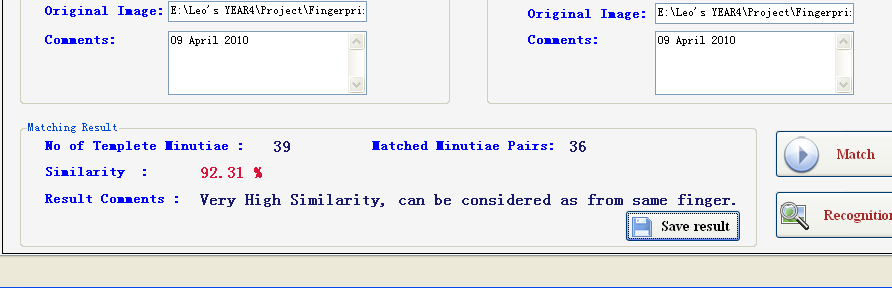 Original Image: E:\Leo's YEAR4\Project\Fingerpri
Original Image: E:\Leo's YEAR4\Project\Fingerpri
Comments: 09 April 2010
Comments: 09 April 2010
Matching Result
No of Templete Minutiae : 39 Matched Minutiae Pairs: 36
Similarity : 92.31 %
Result Comments : Very High Similarity, can be considered as from same finger.
Save result
Match
Recognition